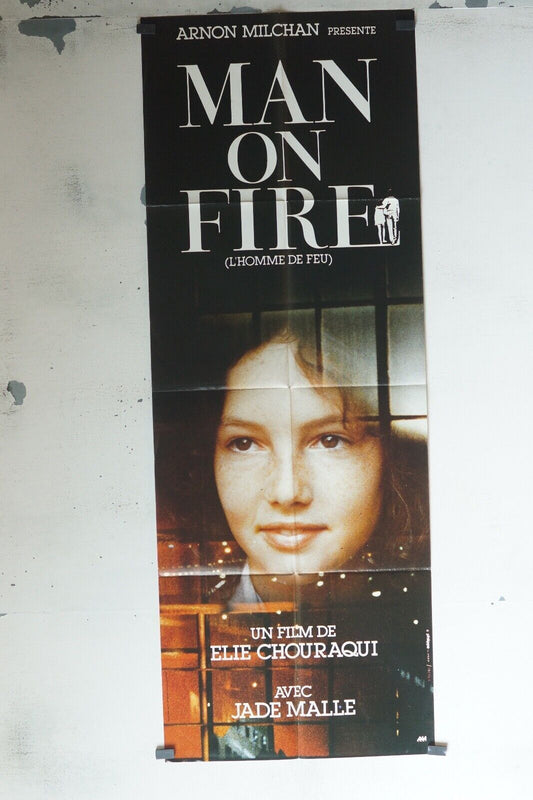 ARNON MILCHAN PRESENTE
MAN
ON
FIRE
(L'HOMME DE FEU)
UN FILM DE
ELIE CHOURAQUI
AVEC
JADE MALLE